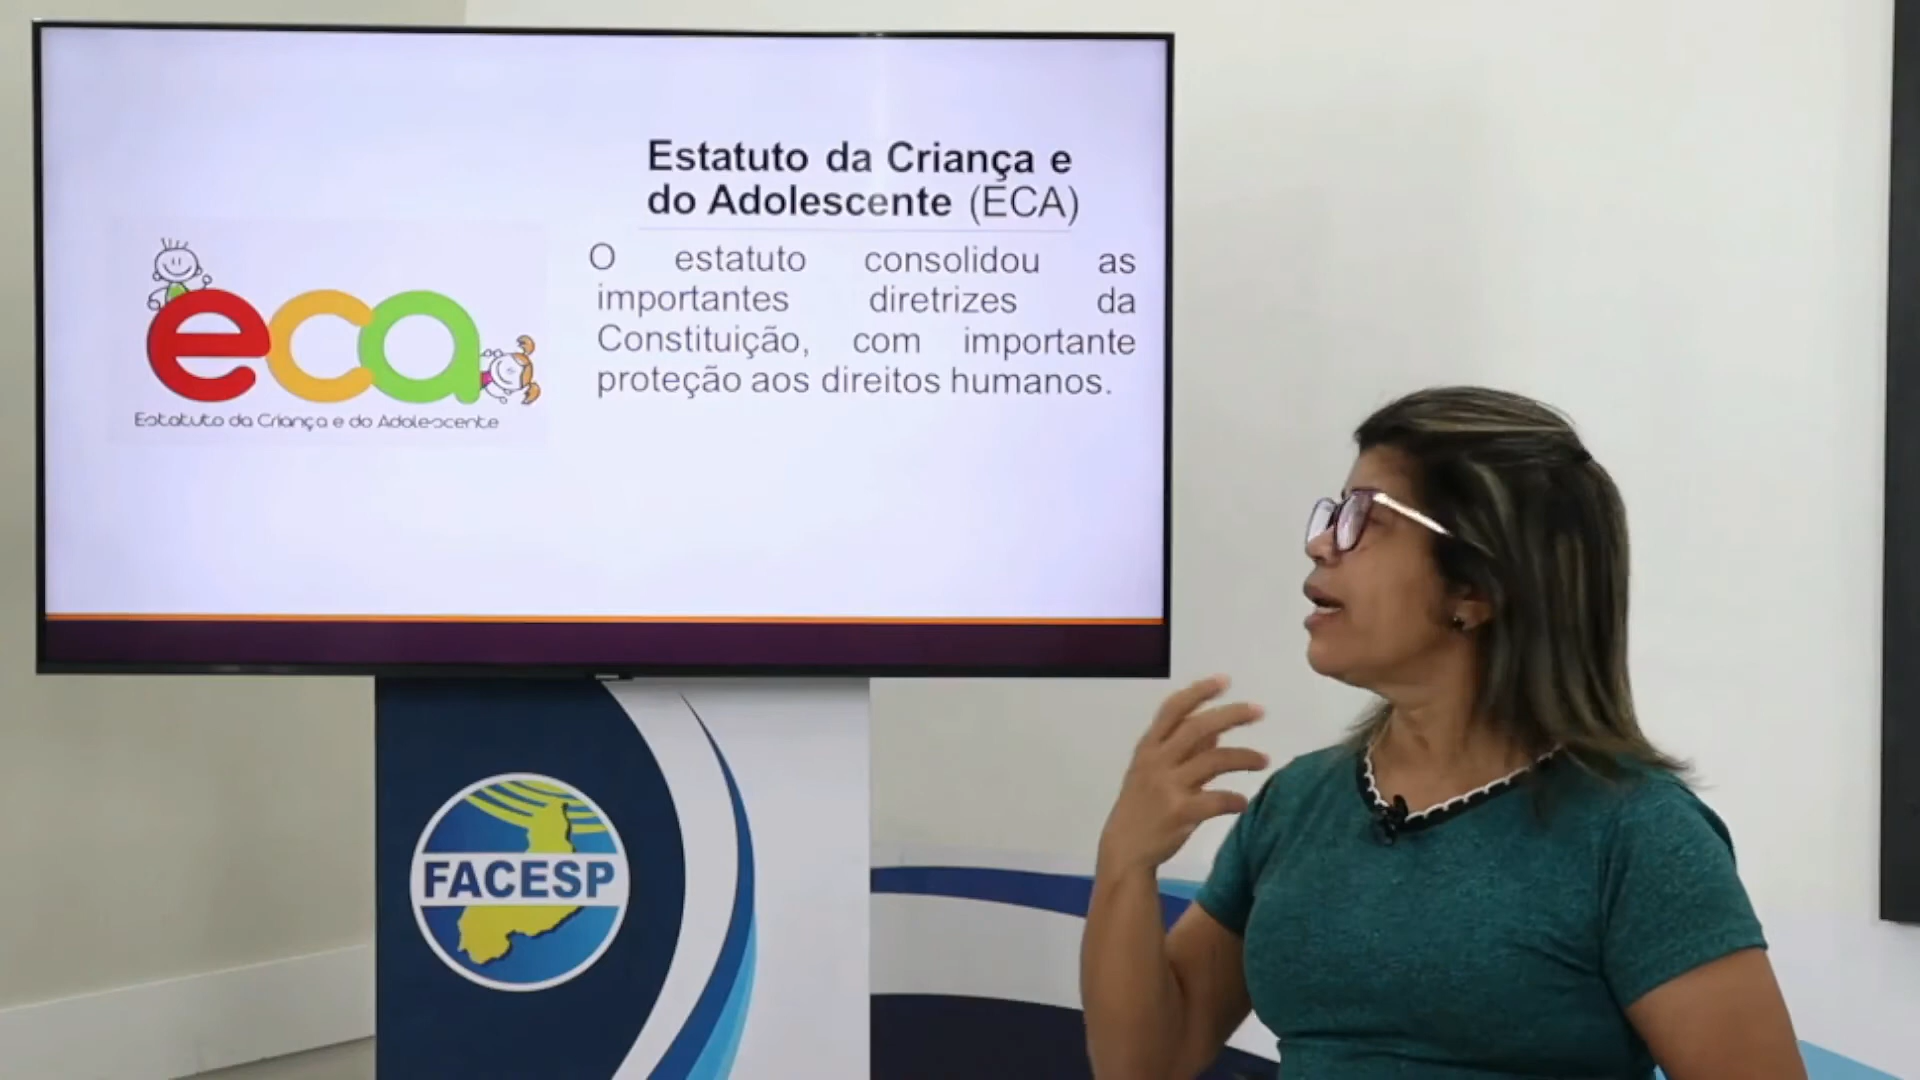 Estatuto da Criança e
do Adolescente (ECA)
O estatuto consolidou as
importantes diretrizes da
Constituição, com importante
proteção aos direitos humanos.
eca
Estatuto da Criança e do Adolescente
FACESP